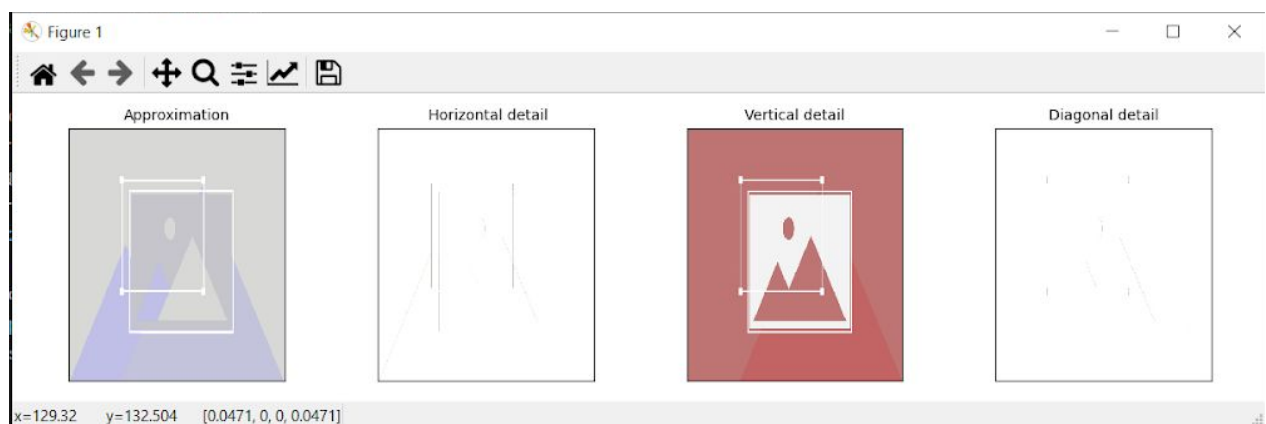 Figure 1
Approximation Horizontal detail Vertical detail Diagonal detail
x=129.32 y=132.504 [0.0471, 0, 0, 0.0471]